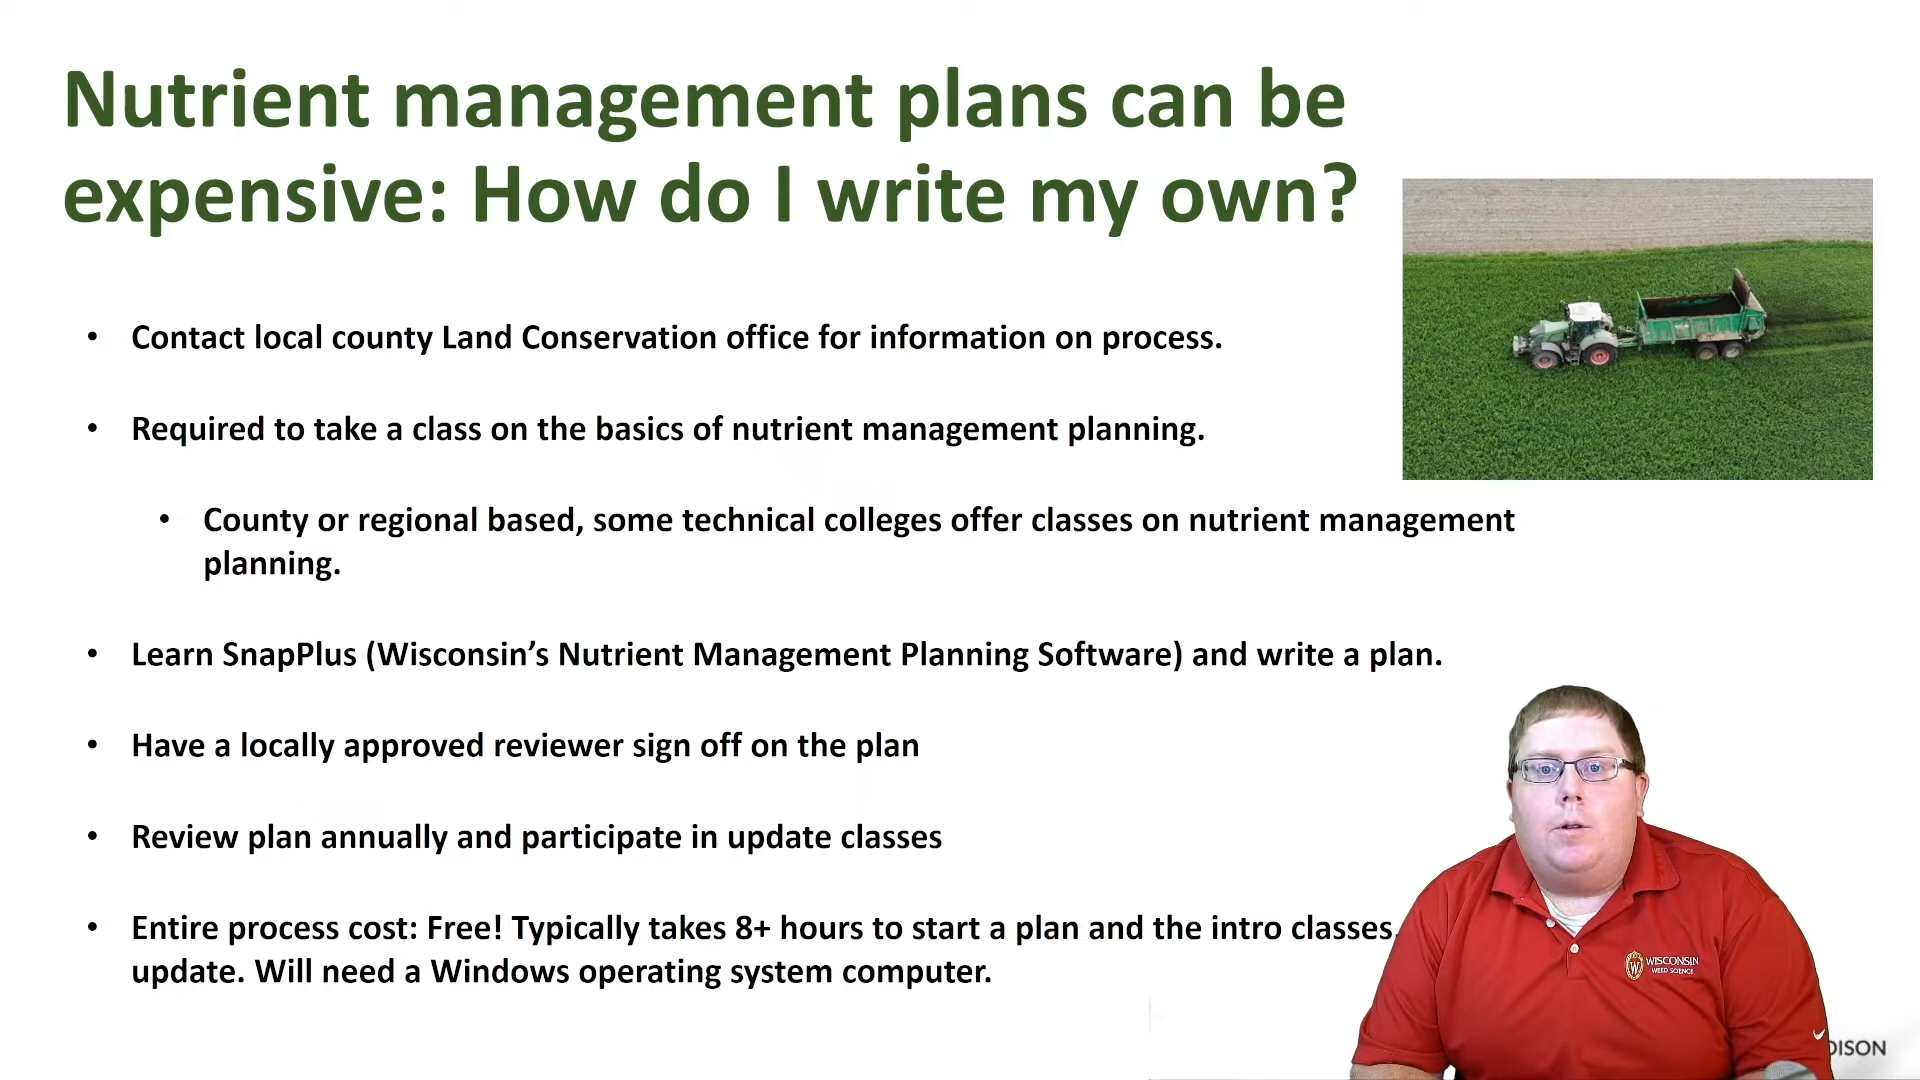 Nutrient management plans can be
expensive: How do I write my own?
• Contact local county Land Conservation office for information on process.
• Required to take a class on the basics of nutrient management planning.
• County or regional based, some technical colleges offer classes on nutrient management
planning.
• Learn SnapPlus (Wisconsin’s Nutrient Management Planning Software) and write a plan.
• Have a locally approved reviewer sign off on the plan
• Review plan annually and participate in update classes
• Entire process cost: Free! Typically takes 8+ hours to start a plan and the intro classes.
update. Will need a Windows operating system computer.
W WISCONSIN
WEED SCIENCE
DISON